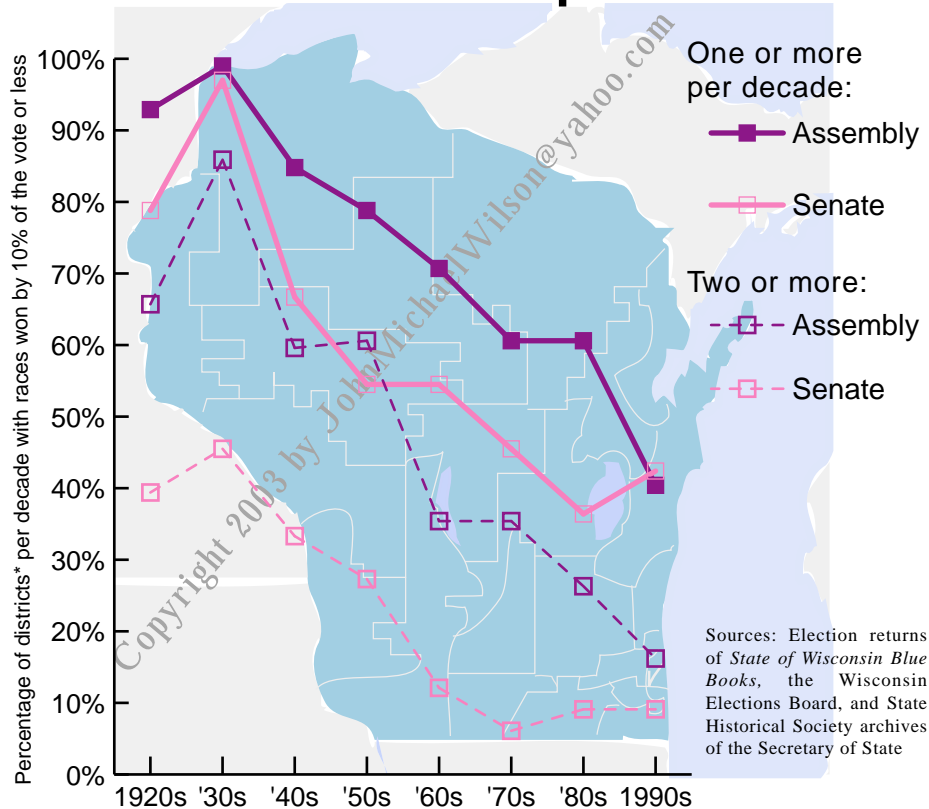 One or more
per decade:
Assembly
Senate
Two or more:
Assembly
Senate
Percentage of districts* per decade with races won by 10% of the vote or less
100%
90%
80%
70%
60%
50%
40%
30%
20%
10%
0%
1920s '30s '40s '50s '60s '70s '80s 1990s
Copyright 2003 by JohnMichaelWilson@yahoo.com
Sources: Election returns
of State of Wisconsin Blue
Books, the Wisconsin
Elections Board, and State
Historical Society archives
of the Secretary of State